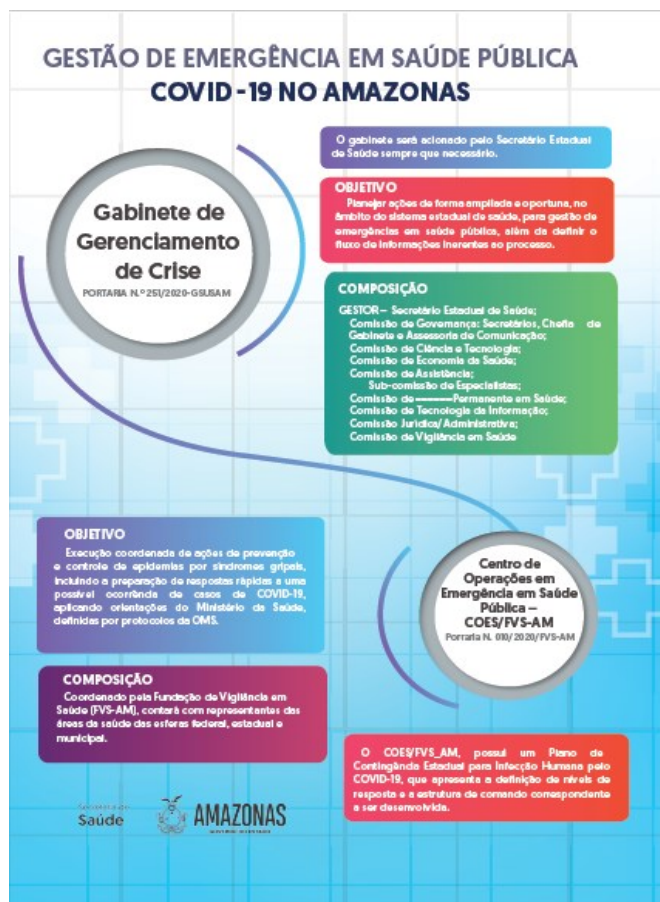 GESTÃO DE EMERGÊNCIA EM SAÚDE PÚBLICA
COVID-19 NO AMAZONAS
O gabinete será acionado pelo Secretário Estadual
de Saúde sempre que necessário.
Gabinete de
Gerenciamento
de Crise
PORTARIA N.º 251/2020-GSUSAM
OBJETIVO
Planejar ações de forma ampliada e oportuna, no
âmbito do sistema estadual de saúde, para gestão de
emergências em saúde pública, além da definir o
fluxo de informações inerentes ao processo.
COMPOSIÇÃO
GESTOR – Secretário Estadual de Saúde;
Comissão de Governança: Secretários, Chefia de
Gabinete e Assessoria de Comunicação;
Comissão de Ciência e Tecnologia;
Comissão de Economia da Saúde;
Comissão de Assistência;
Sub-comissão de Especialistas;
Comissão de Permanente em Saúde;
Comissão de Tecnologia da Informação;
Comissão Jurídica/Administrativa;
Comissão de Vigilância em Saúde
OBJETIVO
Execução coordenada de ações de prevenção
e controle de epidemias por síndromes gripais,
incluindo a preparação de respostas rápidas a uma
possível ocorrência de casos de COVID-19,
aplicando orientações do Ministério da Saúde,
definidas por protocolos da OMS.
Centro de
Operações em
Emergência em Saúde
Pública –
COES/FVS-AM
Porraria N. 010/2020/FVS-AM
COMPOSIÇÃO
Coordenado pela Fundação de Vigilância em
Saúde (FVS-AM), contará com representantes das
áreas da saúde das esferas federal, estadual e
municipal.
O COES/FVS_AM, possui um Plano de
Contingência Estadual para Infecção Humana pelo
COVID-19, que apresenta a definição de níveis de
resposta e a estrutura de comando correspondente
a ser desenvolvida.
Saúde
AMAZONAS